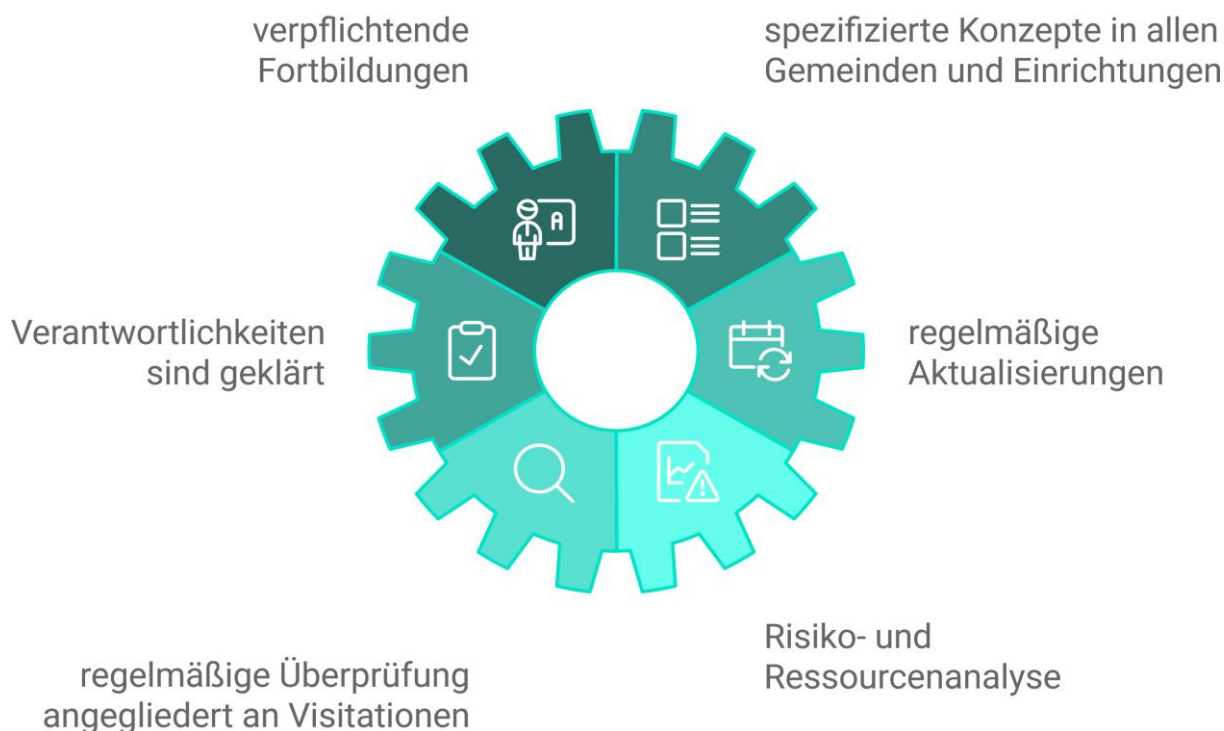 verpflichtende
Fortbildungen
spezifizierte Konzepte in allen
Gemeinden und Einrichtungen
A
Verantwortlichkeiten
sind geklärt
regelmäßige
Aktualisierungen
regelmäßige Überprüfung
angegliedert an Visitationen
Risiko- und
Ressourcenanalyse